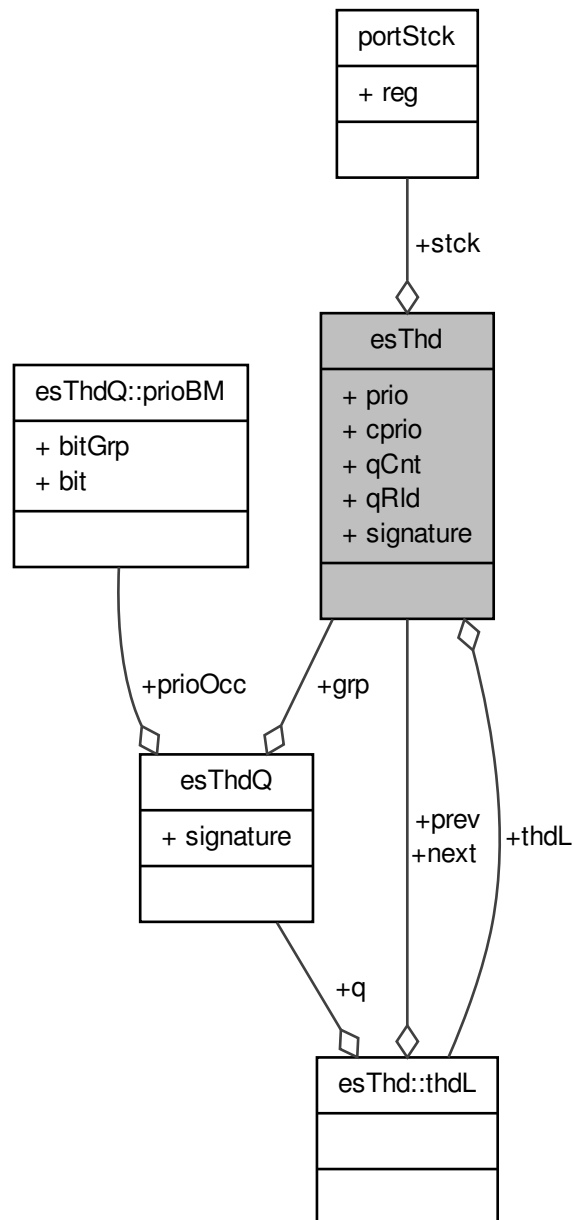 portStck
+ reg
+stck
esThd
+ prio
+ cprio
+ qCnt
+ qRld
+ signature
esThdQ::prioBM
+ bitGrp
+ bit
+prioOcc
+grp
esThdQ
+ signature
+prev
+next
+thdL
+q
esThd::thdL